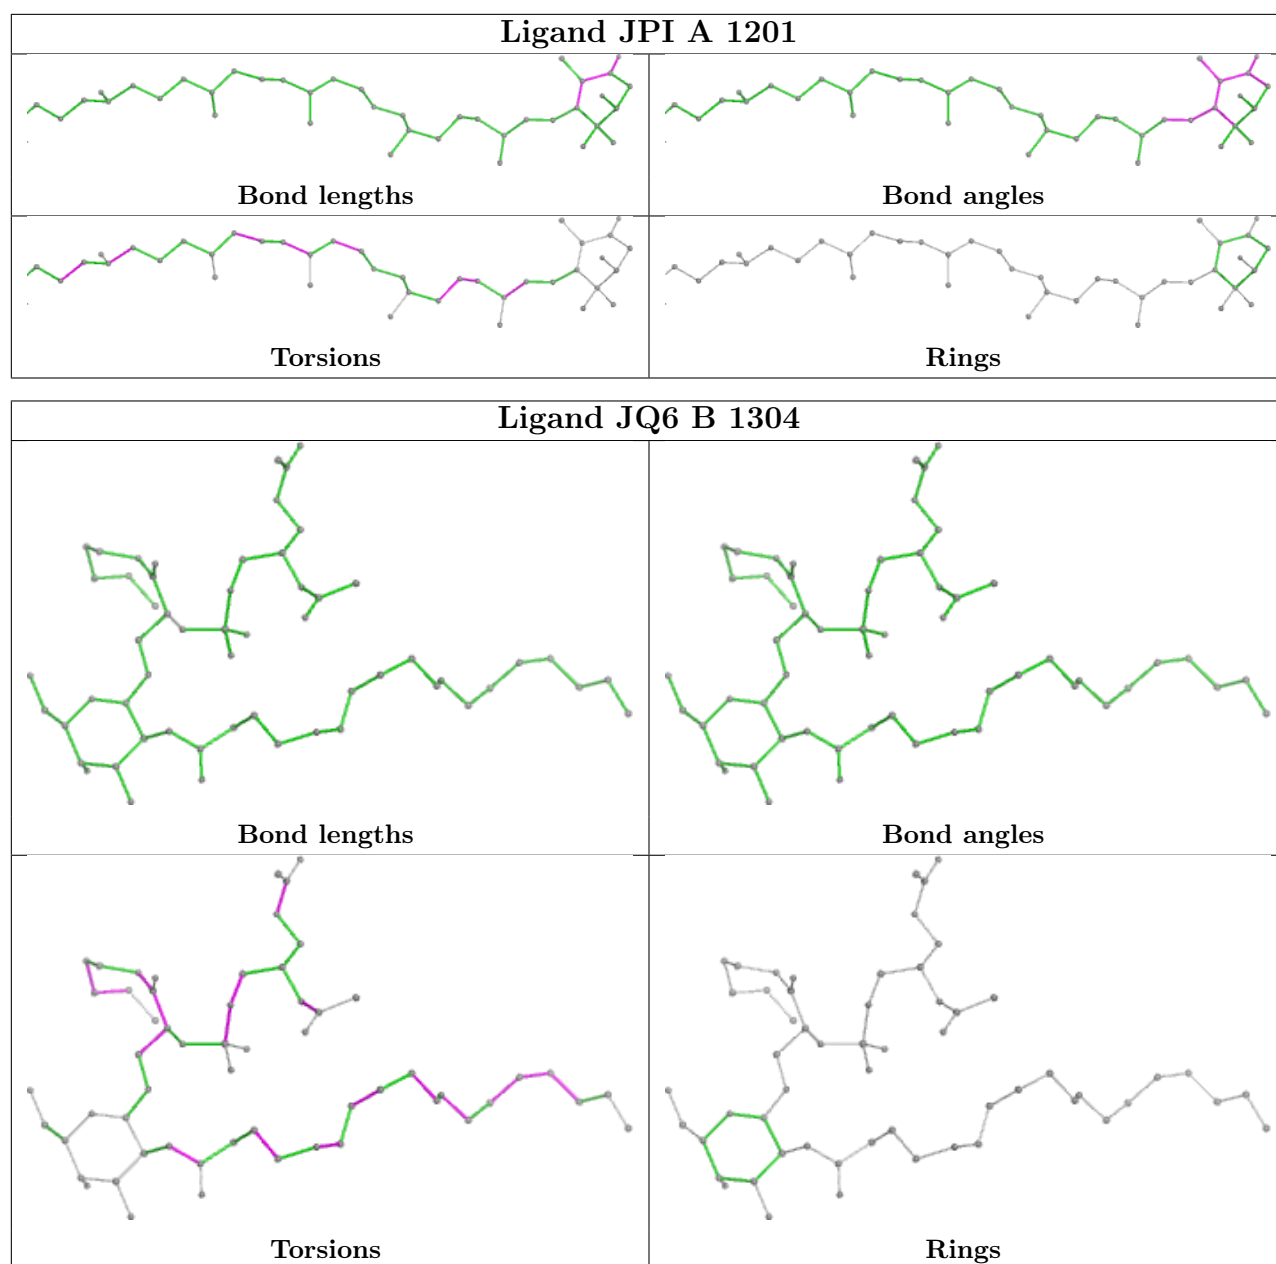 Ligand JPI A 1201
Bond lengths Bond angles
Torsions Rings
Ligand JQ6 B 1304
Bond lengths Bond angles
Torsions Rings